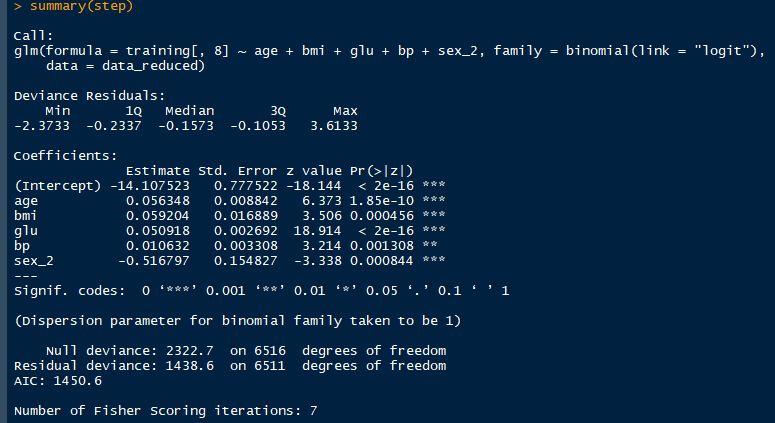 > summary(step)
Call:
glm(formula = training[, 8] ~ age + bmi + glu + bp + sex_2, family = binomial(link = "logit"),
    data = data_reduced)
Deviance Residuals:
    Min      1Q  Median      3Q     Max
-2.3733 -0.2337 -0.1573 -0.1053  3.6133
Coefficients:
              Estimate Std. Error z value Pr(>|z|)
(Intercept) -14.107523   0.777522 -18.144  < 2e-16 ***
age           0.056348   0.008842   6.373 1.85e-10 ***
bmi           0.059204   0.016889   3.506 0.000456 ***
glu           0.050918   0.002692  18.914  < 2e-16 ***
bp            0.010632   0.003308   3.214 0.001308 **
sex_2        -0.516797   0.154827  -3.338 0.000844 ***
---
Signif. codes:  0 ‘***’ 0.001 ‘**’ 0.01 ‘*’ 0.05 ‘.’ 0.1 ‘ ’ 1
(Dispersion parameter for binomial family taken to be 1)
    Null deviance: 2322.7  on 6516  degrees of freedom
Residual deviance: 1438.6  on 6511  degrees of freedom
AIC: 1450.6
Number of Fisher Scoring iterations: 7